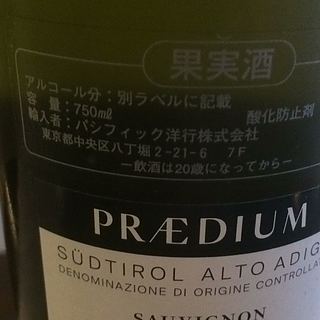 果実酒
アルコール分：別ラベルに記載
容 量：750㎖ 酸化防止剤
輸入者：パシフィック洋行株式会社
東京都中央区八丁堀2-21-6 7F
―飲酒は20歳になってから―
PRÆDIUM
SÜDTIROL ALTO ADIG
DENOMINAZIONE DI ORIGINE CONTROLLA
SAUVIGNON